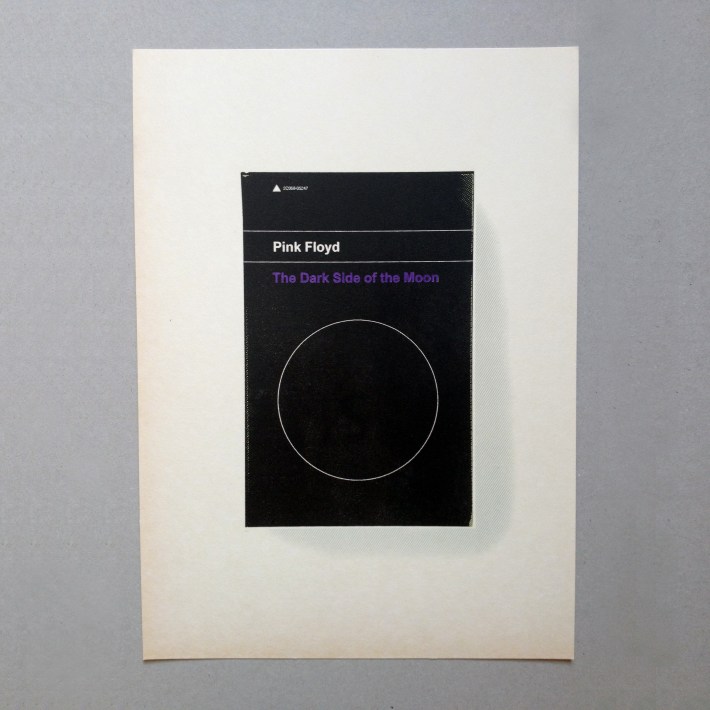 Pink Floyd
The Dark Side of the Moon